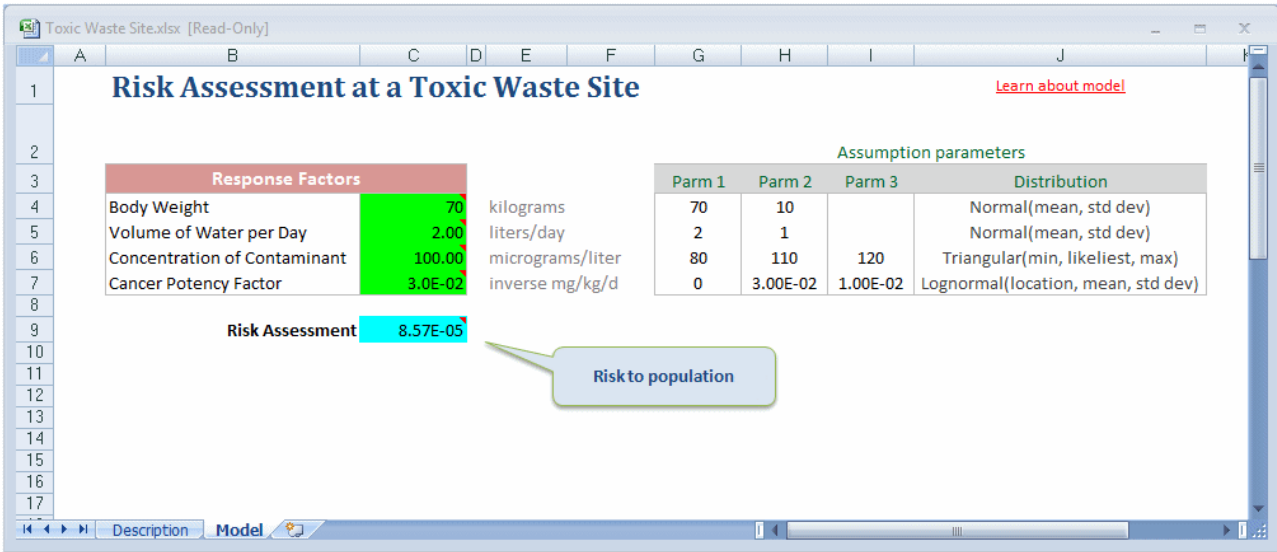 Toxic Waste Site.xlsx [Read-Only]
A B C D E F G H I J K
1 Risk Assessment at a Toxic Waste Site Learn about model
2 Assumption parameters
3 Response Factors Parm 1 Parm 2 Parm 3 Distribution
4 Body Weight 70 kilograms 70 10 Normal(mean, std dev)
5 Volume of Water per Day 2.00 liters/day 2 1 Normal(mean, std dev)
6 Concentration of Contaminant 100.00 micrograms/liter 80 110 120 Triangular(min, likeliest, max)
7 Cancer Potency Factor 3.0E-02 inverse mg/kg/d 0 3.00E-02 1.00E-02 Lognormal(location, mean, std dev)
8
9 Risk Assessment 8.57E-05
10
11 Risk to population
12
13
14
15
16
17
Description Model